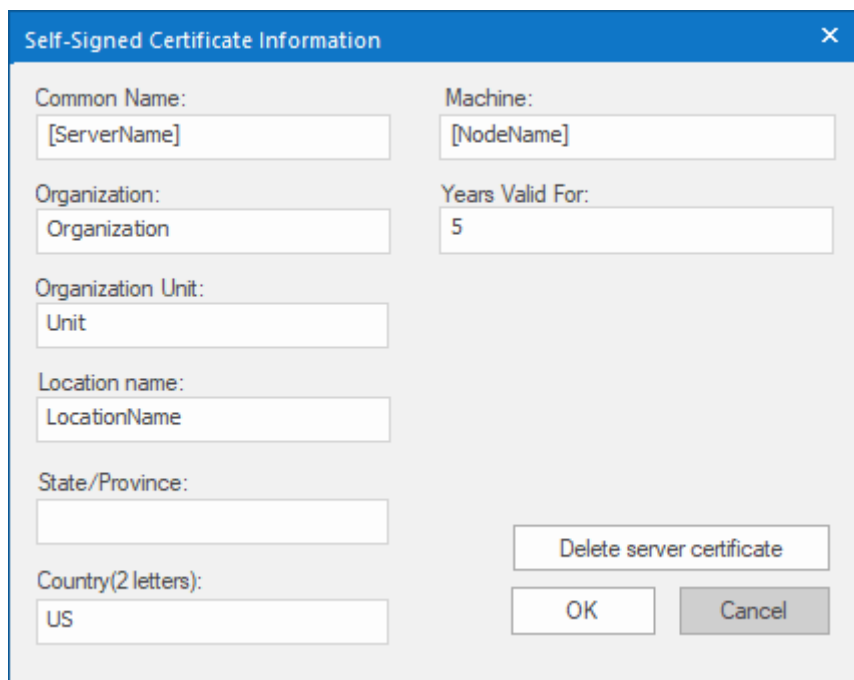 Self-Signed Certificate Information
Common Name:
[ServerName]
Machine:
[NodeName]
Organization:
Organization
Years Valid For:
5
Organization Unit:
Unit
Location name:
LocationName
State/Province:
Country(2 letters):
US
Delete server certificate
OK
Cancel